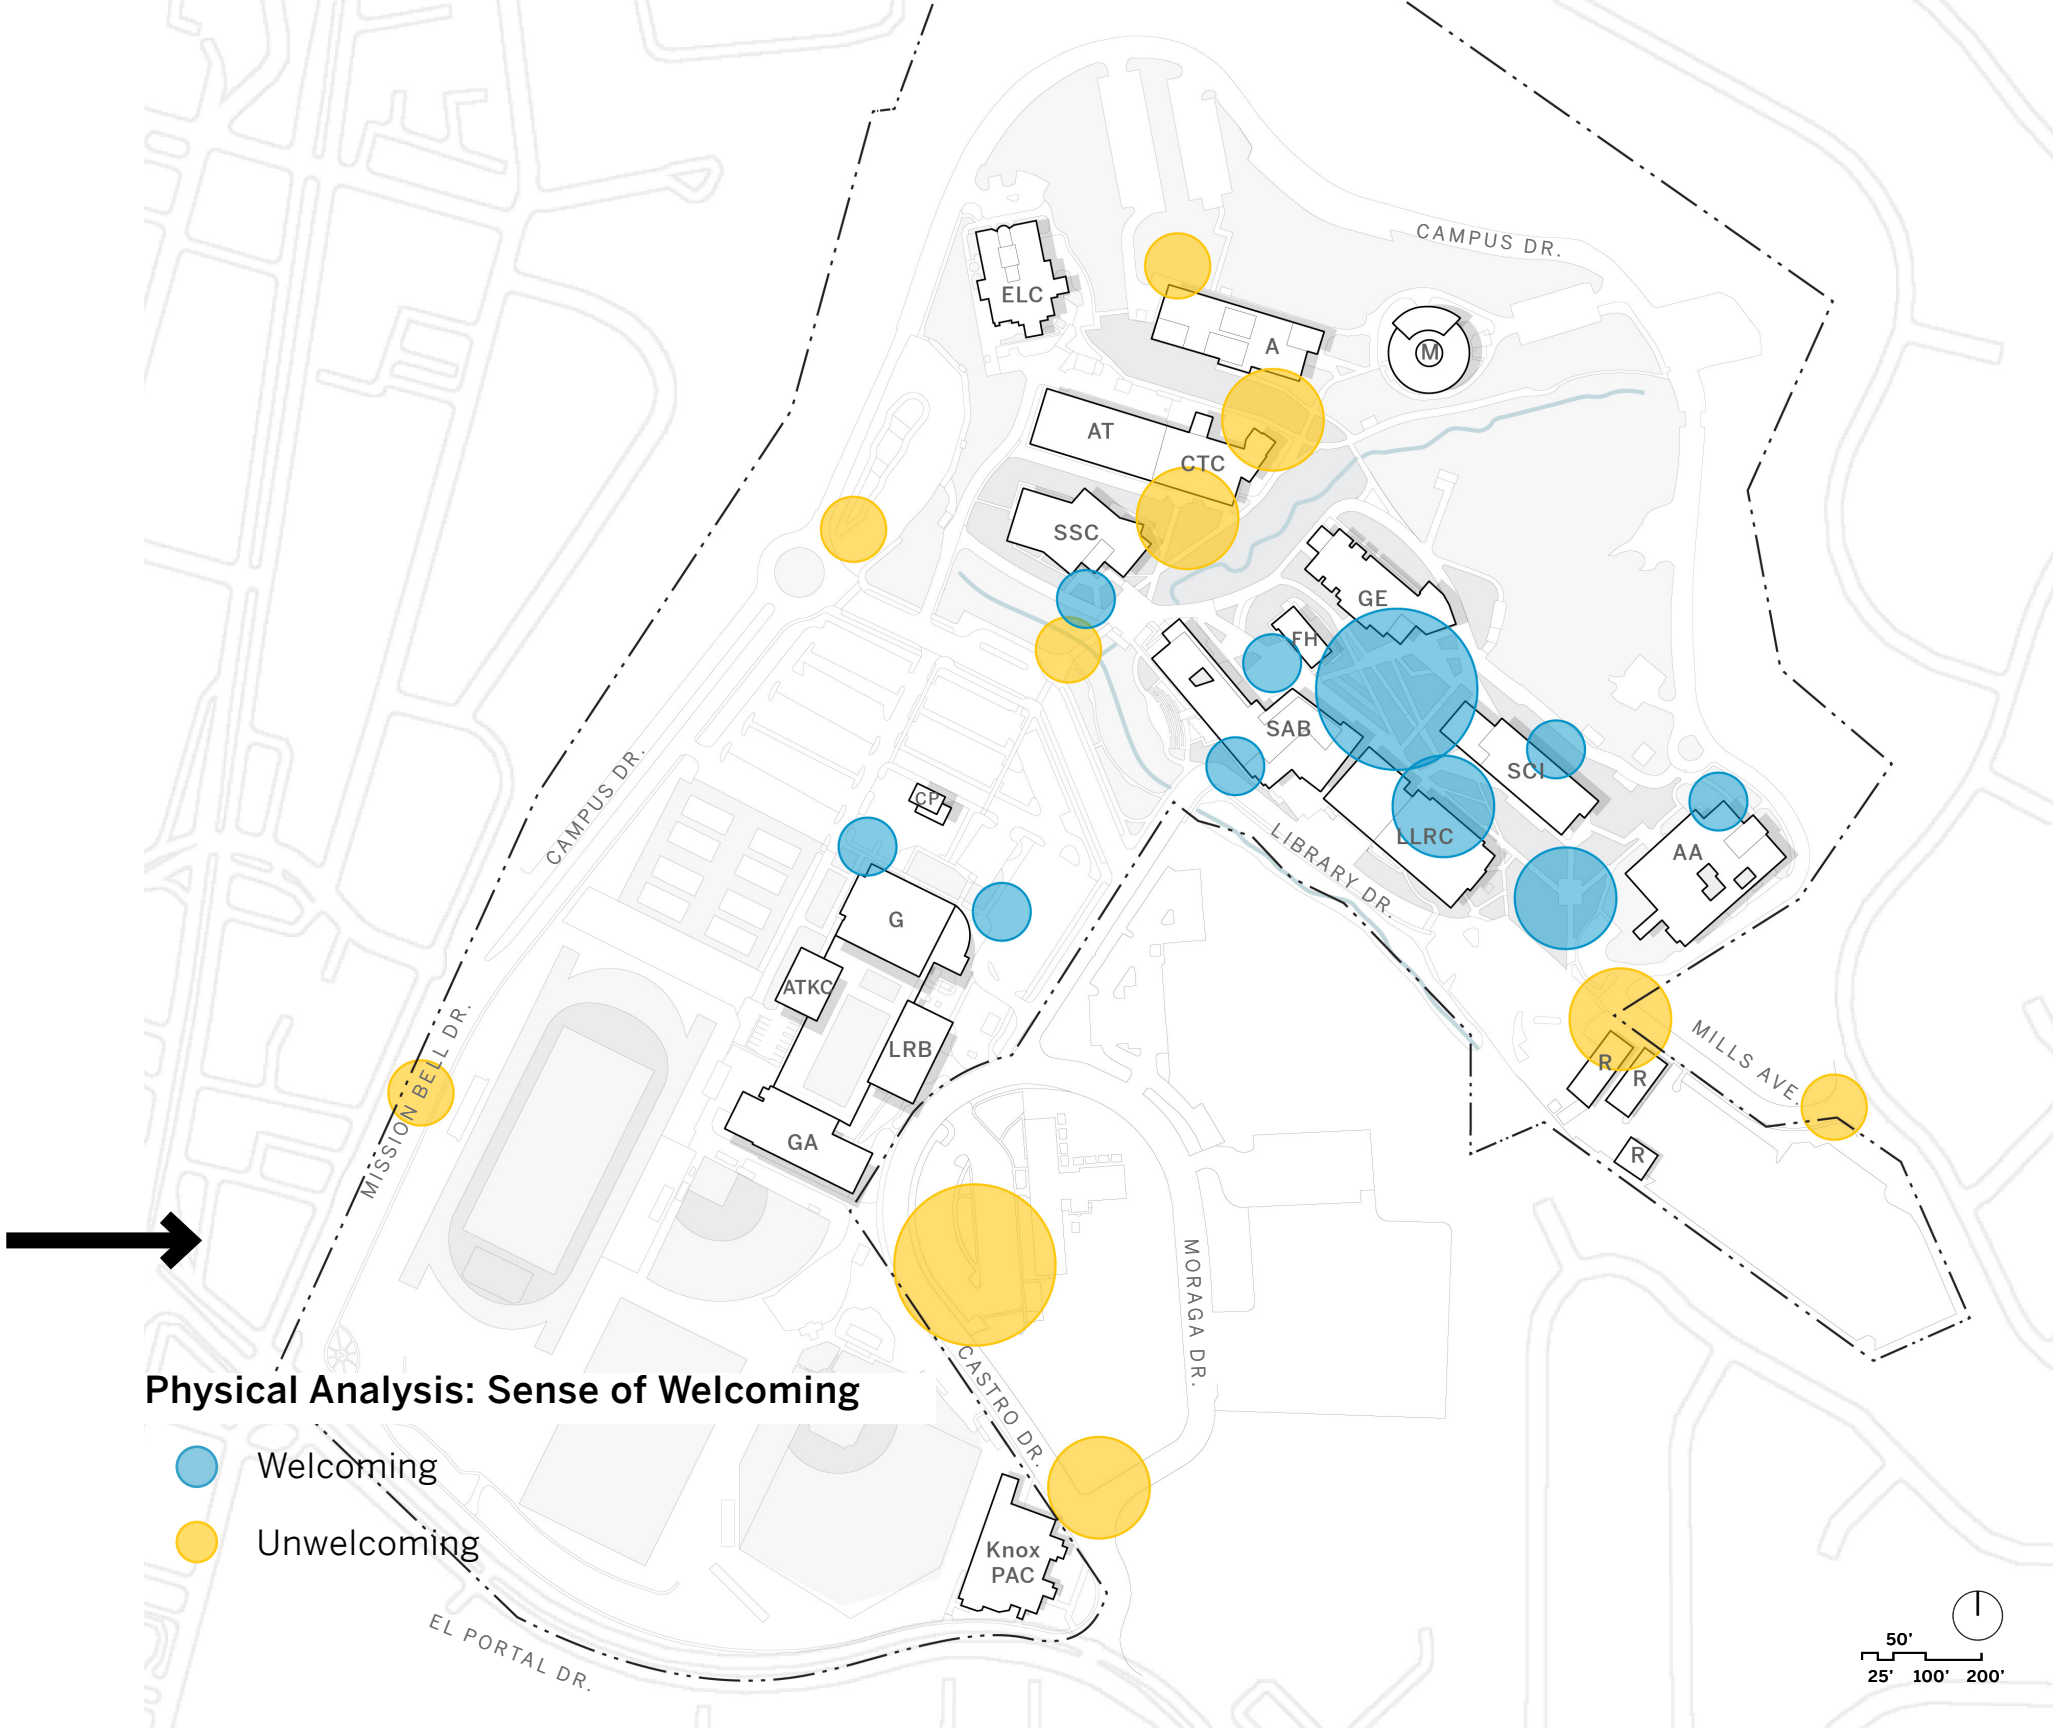 CAMPUS DR.
ELC
A
M
AT
CTC
SSC
GE
FH
SAB
SCI
CAMPUS DR.
CP
LLRC
LIBRARY DR.
AA
G
ATKC
LRB
MISSION BELL DR.
MILLS AVE.
R
R
GA
R
MORAGA DR.
CASTRO DR.
Physical Analysis: Sense of Welcoming
Welcoming
Unwelcoming
Knox
PAC
EL PORTAL DR.
50’
25’ 100’ 200’